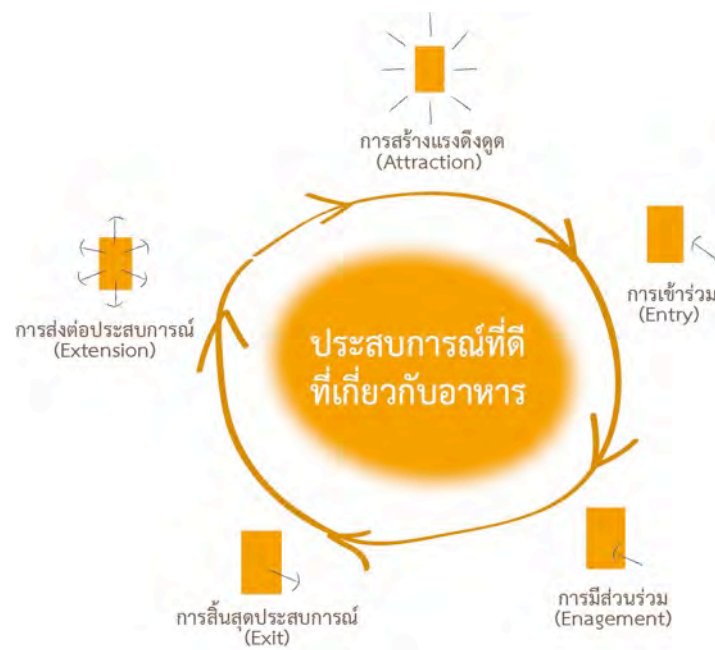 การสร้างแรงดึงดูด
(Attraction)
การเข้าร่วม
(Entry)
การส่งต่อประสบการณ์
(Extension)
ประสบการณ์ที่ดี
ที่เกี่ยวกับอาหาร
การมีส่วนร่วม
(Enagement)
การสิ้นสุดประสบการณ์
(Exit)